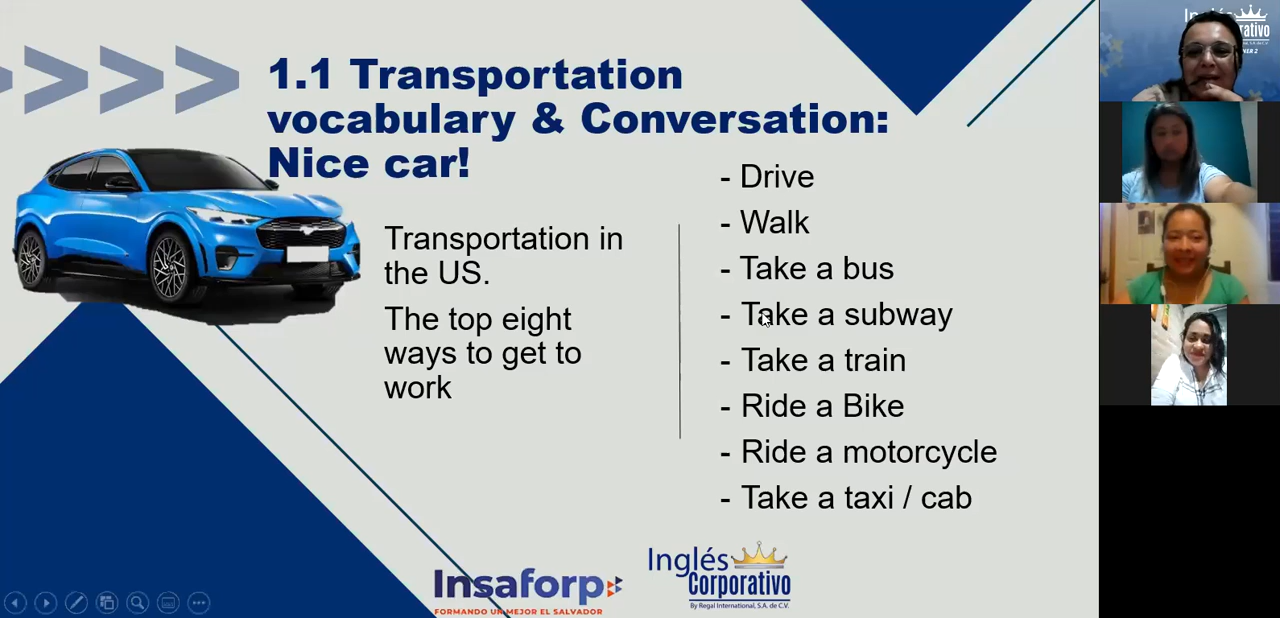 1.1 Transportation
vocabulary & Conversation:
Nice car!
Transportation in
the US.
The top eight
ways to get to
work
- Drive
- Walk
- Take a bus
- Take a subway
- Take a train
- Ride a Bike
- Ride a motorcycle
- Take a taxi / cab
Insaforp
FORMANDO UN MEJOR EL SALVADOR
Inglés
Corporativo
By Regal International, S.A. de C.V.